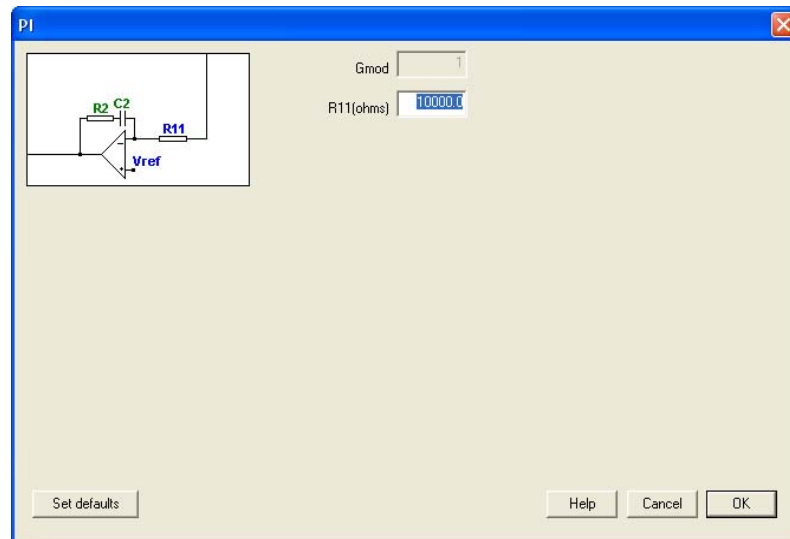 PI
Gmod 1
R11(ohms) 10000.0
R2 C2
R11
Vref
Set defaults
Help
Cancel
OK